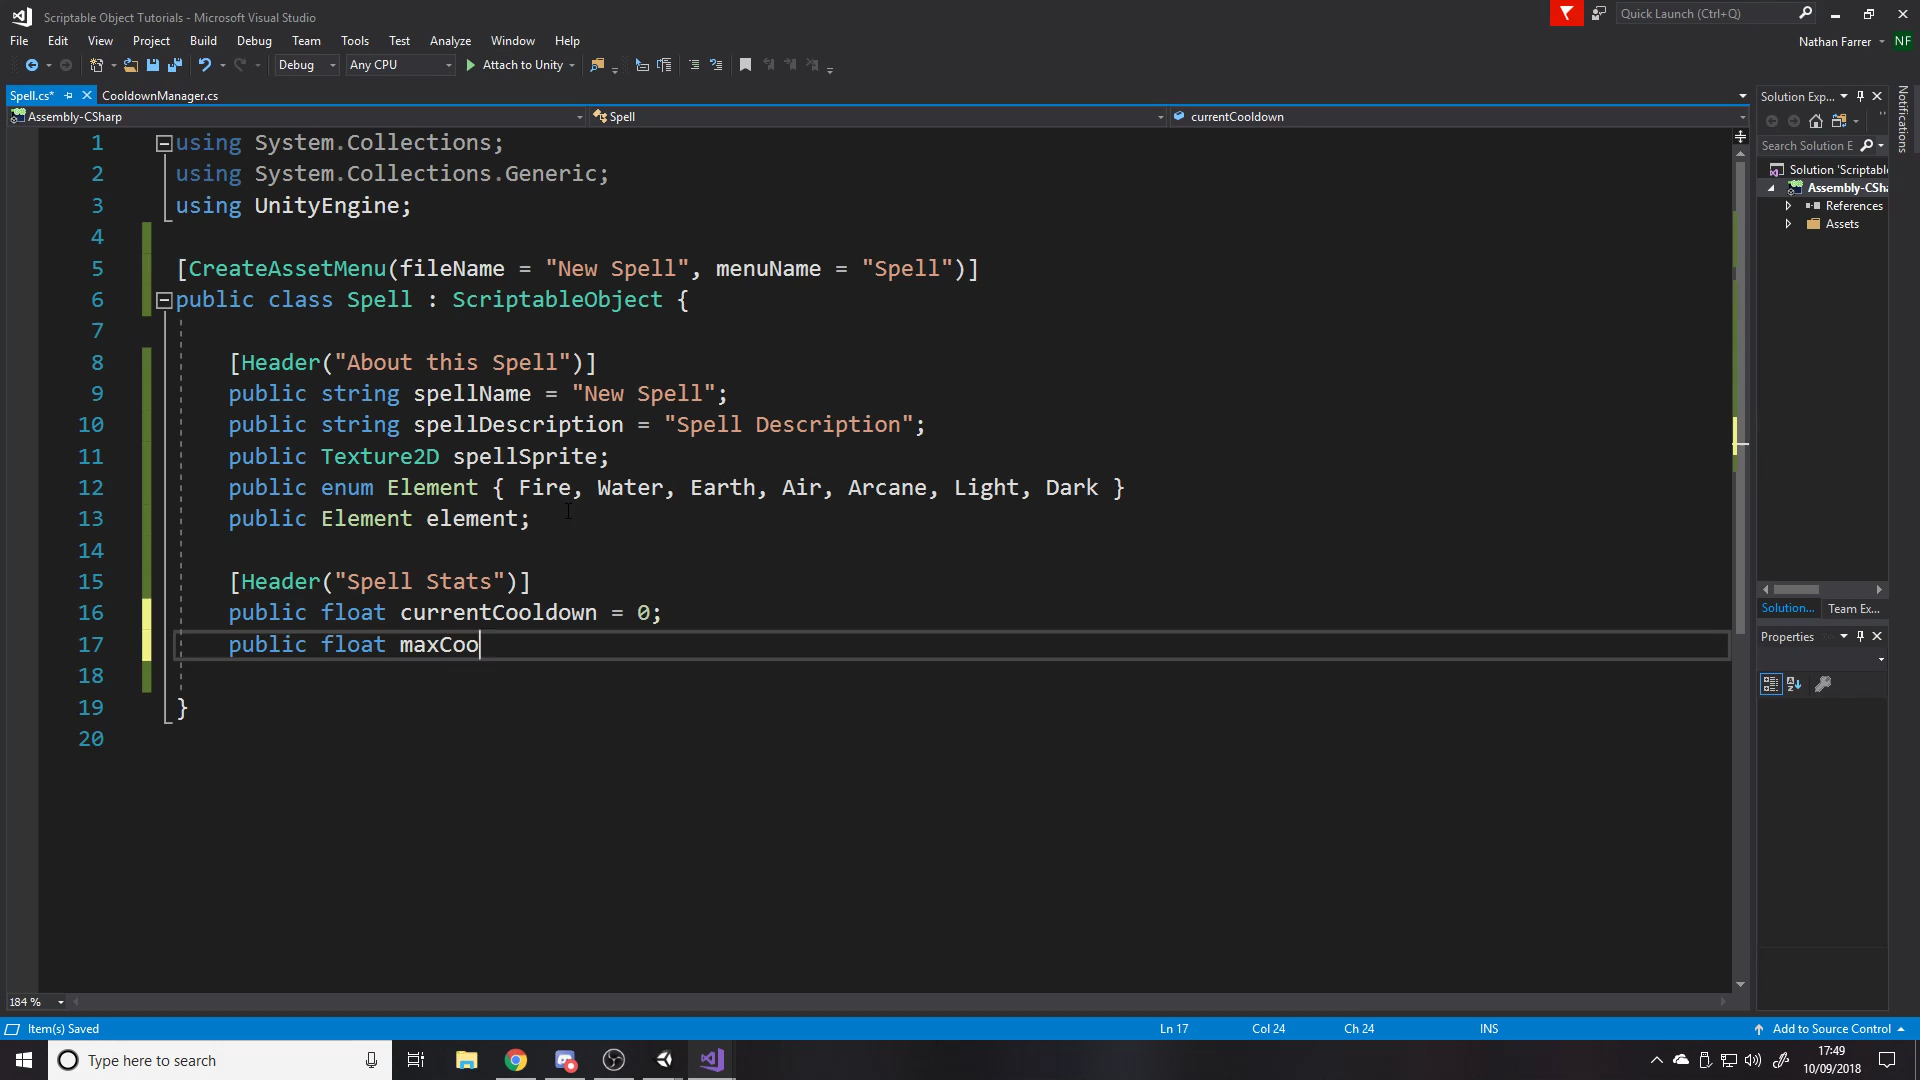 Scriptable Object Tutorials - Microsoft Visual Studio
Quick Launch (Ctrl+Q)
File Edit View Project Build Debug Team Tools Test Analyze Window Help
Nathan Farrer
NF
Debug
Any CPU
Attach to Unity
Spell.cs*
CooldownManager.cs
Solution Exp...
Notifications
Assembly-CSharp
Spell
currentCooldown
1 using System.Collections;
2 using System.Collections.Generic;
3 using UnityEngine;
4
5 [CreateAssetMenu(fileName = "New Spell", menuName = "Spell")]
6 public class Spell : ScriptableObject {
7
8 [Header("About this Spell")]
9 public string spellName = "New Spell";
10 public string spellDescription = "Spell Description";
11 public Texture2D spellSprite;
12 public enum Element { Fire, Water, Earth, Air, Arcane, Light, Dark }
13 public Element element;
14
15 [Header("Spell Stats")]
16 public float currentCooldown = 0;
17 public float maxCoo
18
19 }
20
Search Solution E
Solution 'Scriptabl
Assembly-CSha
References
Assets
Solution...
Team Ex...
Properties
184 %
Item(s) Saved
Ln 17
Col 24
Ch 24
INS
Add to Source Control
Type here to search
17:49
10/09/2018